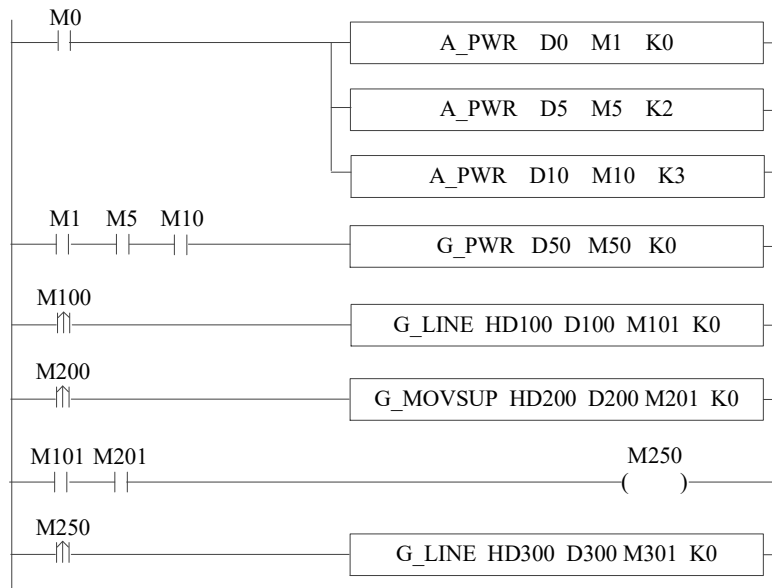 M0
A_PWR D0 M1 K0
A_PWR D5 M5 K2
A_PWR D10 M10 K3
M1 M5 M10
G_PWR D50 M50 K0
M100
G_LINE HD100 D100 M101 K0
M200
G_MOVSUP HD200 D200 M201 K0
M101 M201
M250
M250
G_LINE HD300 D300 M301 K0